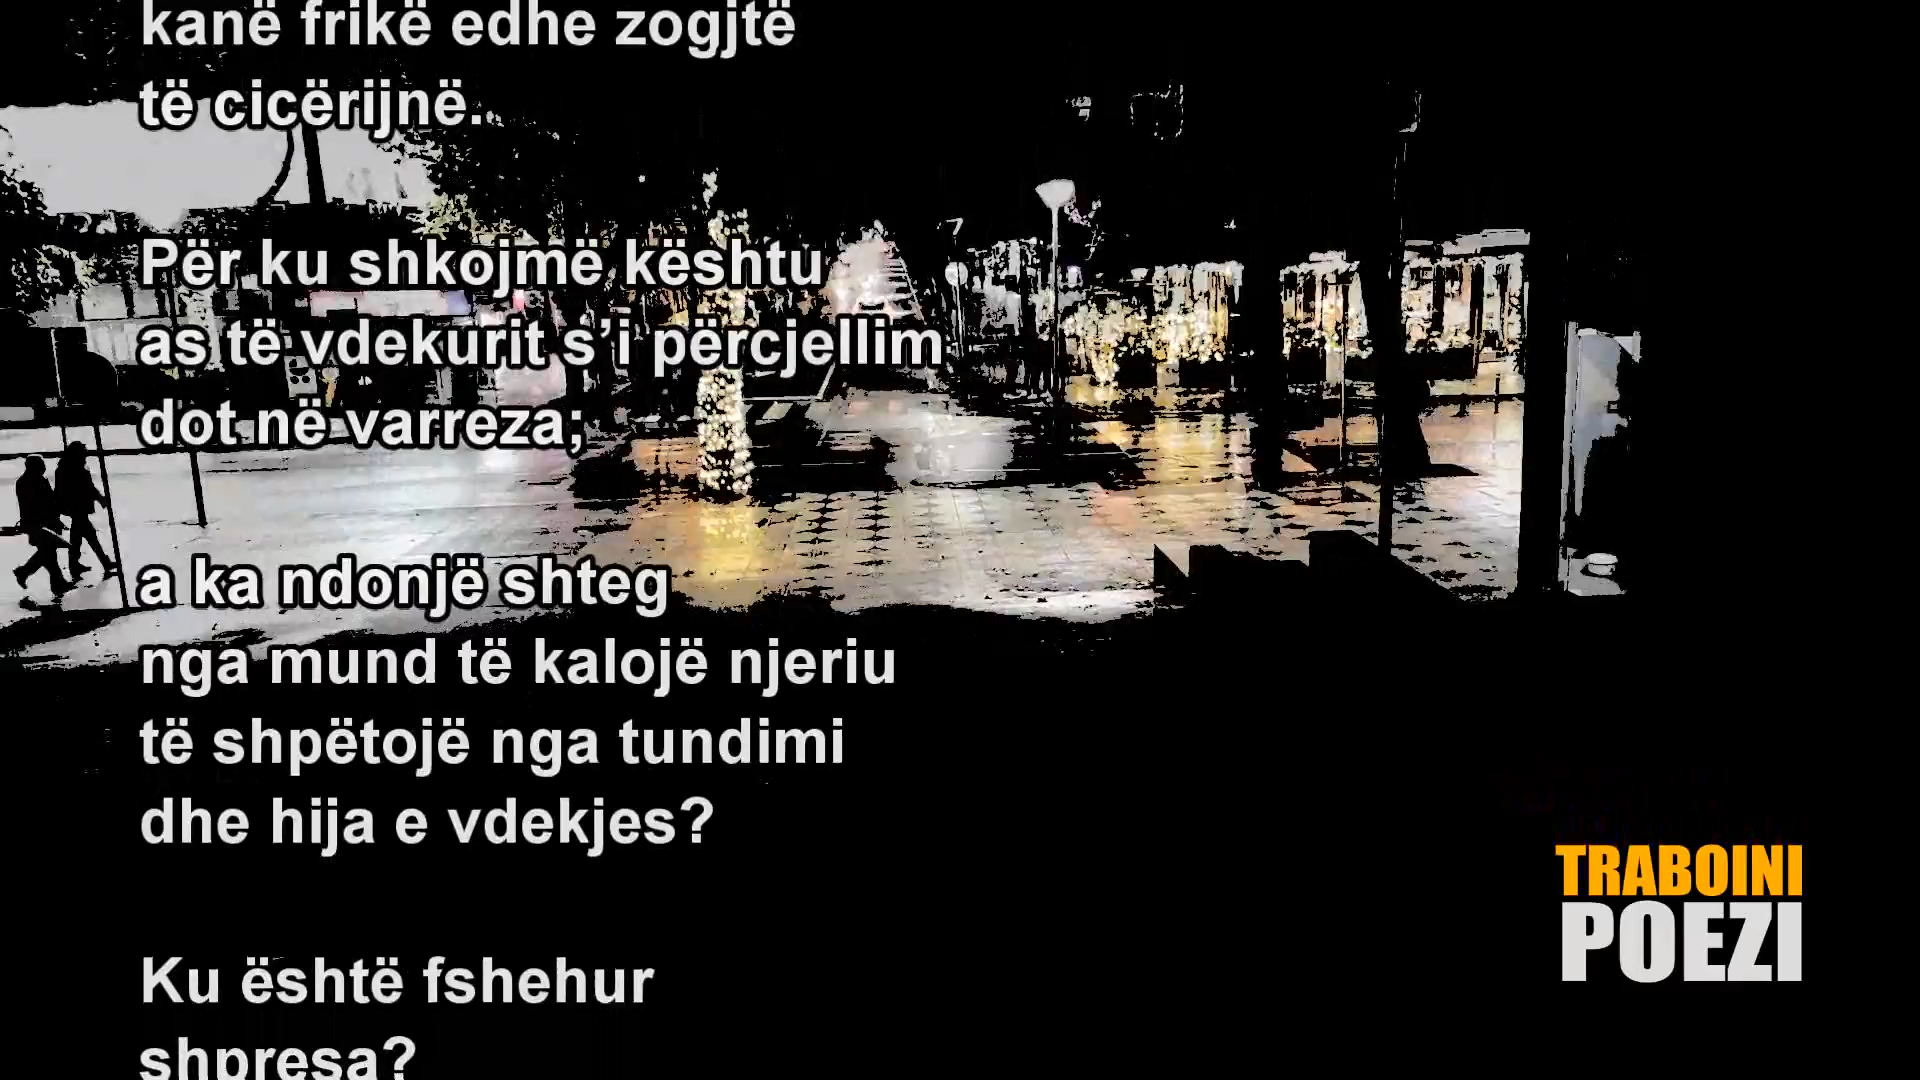 kanë frikë edhe zogjtë
të cicërijnë.
Për ku shkojmë kështu
as të vdekurit s’i përcjellim
dot në varreza;
a ka ndonjë shteg
nga mund të kalojë njeriu
të shpëtojë nga tundimi
dhe hija e vdekjes?
Ku është fshehur
shpresa?
TRABOINI
POEZI